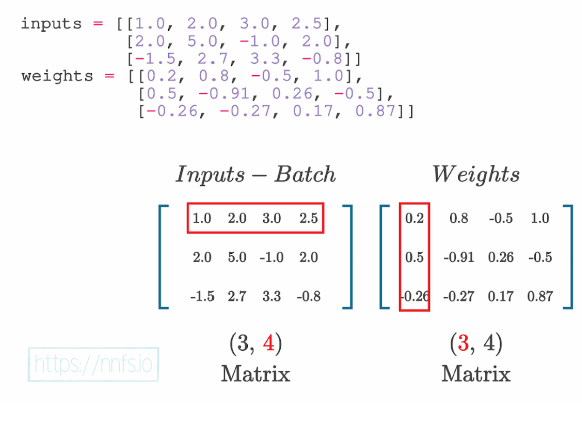 inputs = [[1.0, 2.0, 3.0, 2.5],
[2.0, 5.0, -1.0, 2.0],
[-1.5, 2.7, 3.3, -0.8]]
weights = [[0.2, 0.8, -0.5, 1.0],
[0.5, -0.91, 0.26, -0.5],
[-0.26, -0.27, 0.17, 0.87]]
Inputs – Batch Weights
1.0 2.0 3.0 2.5 0.2 0.8 -0.5 1.0
2.0 5.0 -1.0 2.0 0.5 -0.91 0.26 -0.5
-1.5 2.7 3.3 -0.8 -0.26 -0.27 0.17 0.87
(3, 4) (3, 4)
https://nnfs.io
Matrix Matrix